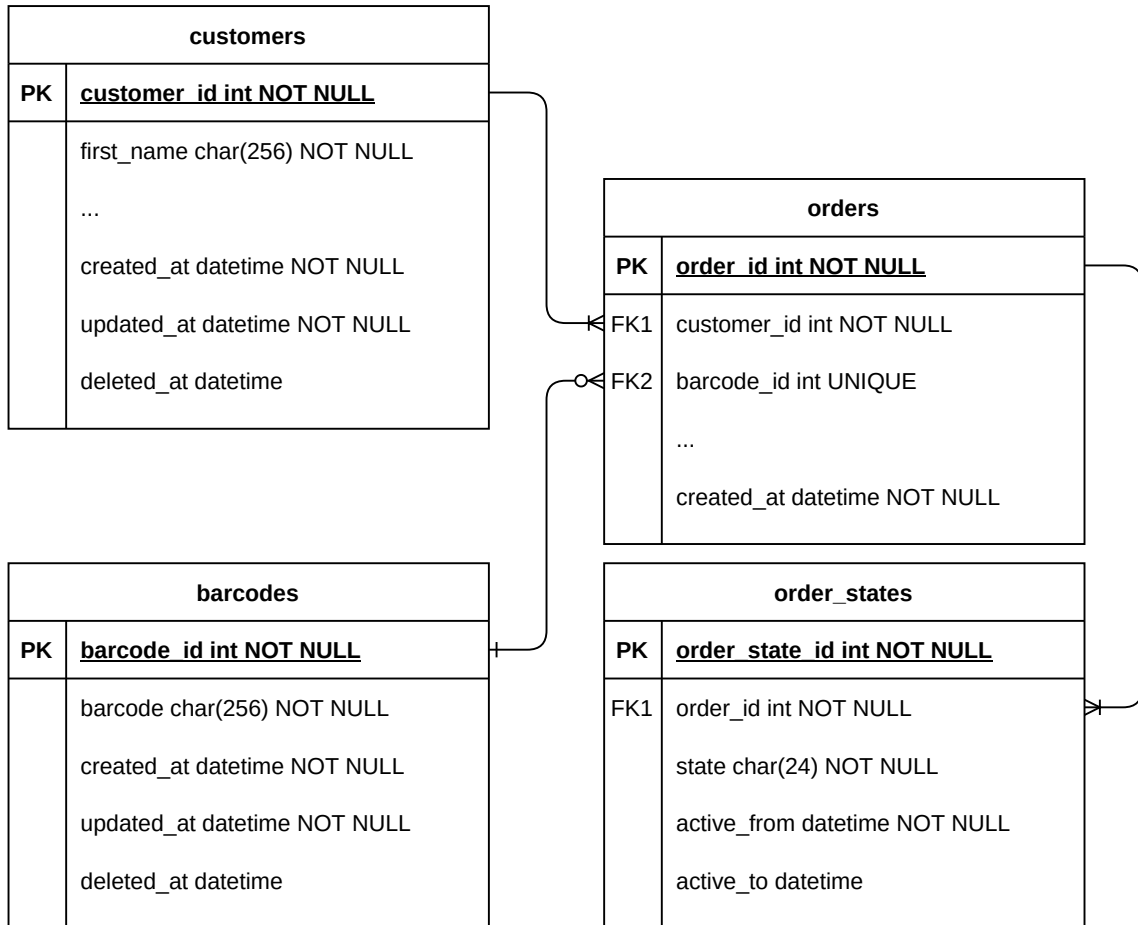 customers
PK customer_id int NOT NULL
first_name char(256) NOT NULL
...
created_at datetime NOT NULL
updated_at datetime NOT NULL
deleted_at datetime
orders
PK order_id int NOT NULL
FK1 customer_id int NOT NULL
FK2 barcode_id int UNIQUE
...
created_at datetime NOT NULL
barcodes
PK barcode_id int NOT NULL
barcode char(256) NOT NULL
created_at datetime NOT NULL
updated_at datetime NOT NULL
deleted_at datetime
order_states
PK order_state_id int NOT NULL
FK1 order_id int NOT NULL
state char(24) NOT NULL
active_from datetime NOT NULL
active_to datetime